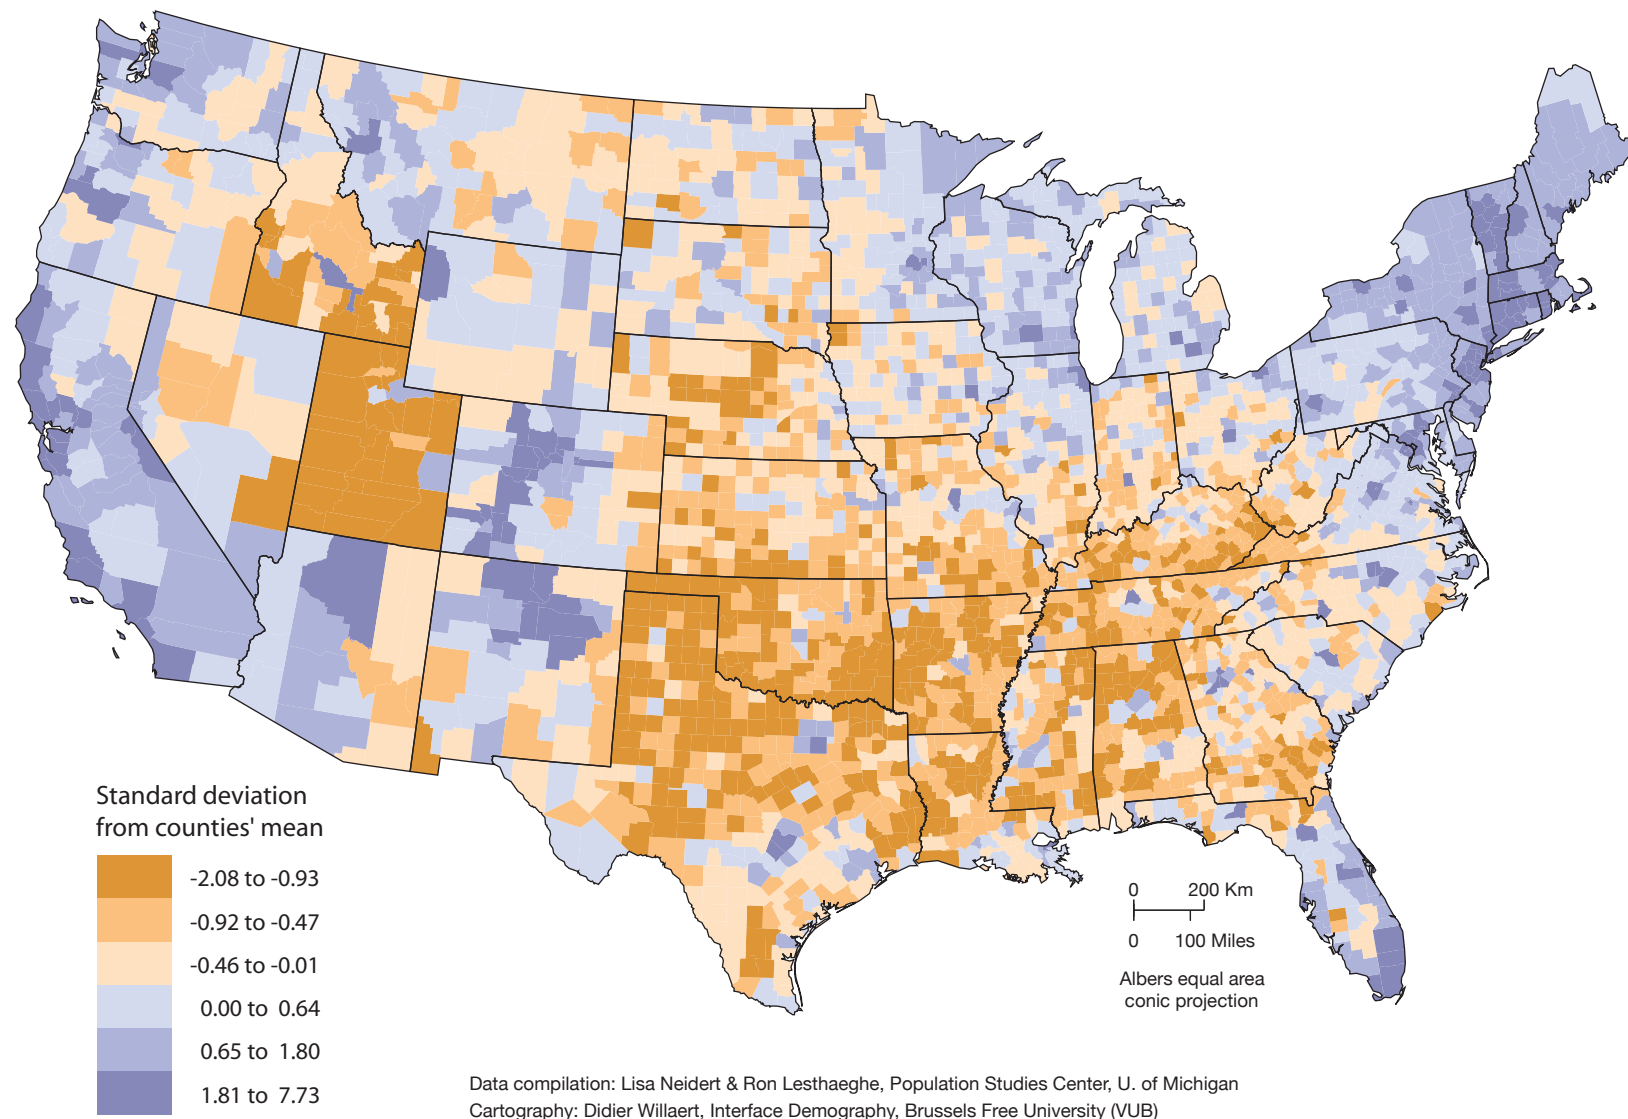 Standard deviation
from counties' mean
-2.08 to -0.93
-0.92 to -0.47
-0.46 to -0.01
0.00 to 0.64
0.65 to 1.80
1.81 to 7.73
0 200 Km
0 100 Miles
Albers equal area
conic projection
Data compilation: Lisa Neidert & Ron Lesthaeghe, Population Studies Center, U. of Michigan
Cartography: Didier Willaert, Interface Demography, Brussels Free University (VUB)